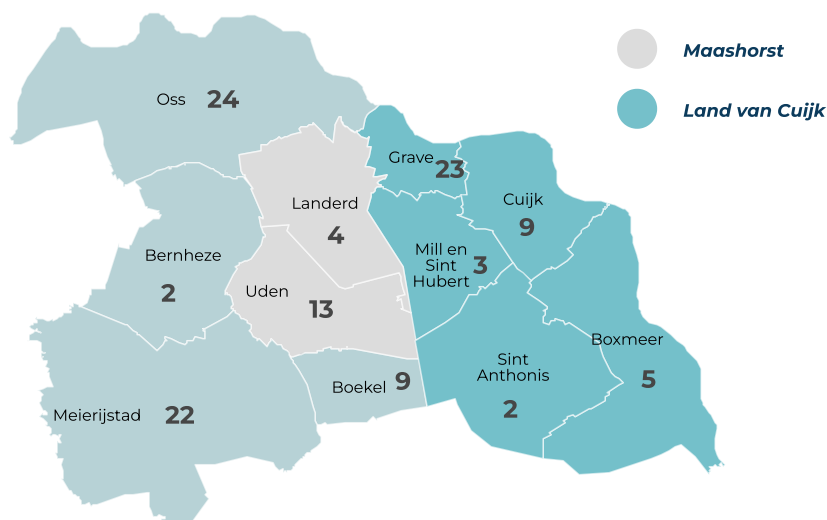 Maashorst
Land van Cuijk
Oss 24
Grave 23
Landerd
4
Cuijk
9
Bernheze
2
Mill en
Sint
Hubert 3
Uden 13
Boxmeer
5
Sint
Anthonis
2
Boekel 9
Meierijstad 22